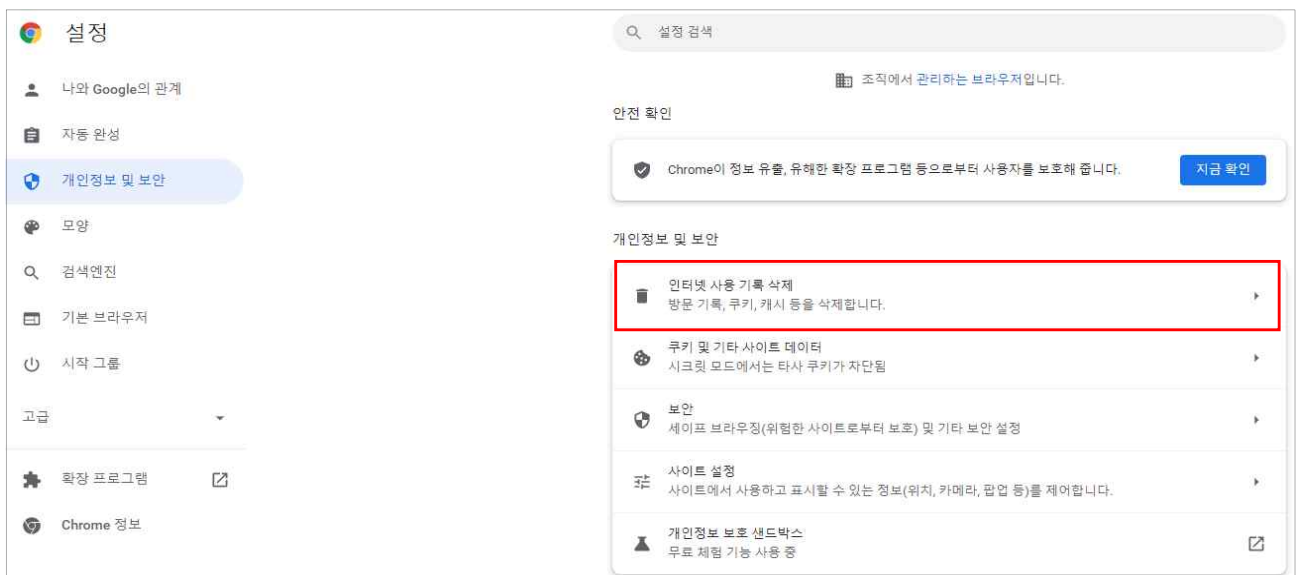 설정
설정 검색
나와 Google의 관계
자동 완성
개인정보 및 보안
모양
검색엔진
기본 브라우저
시작 그룹
고급
확장 프로그램
Chrome 정보
조직에서 관리하는 브라우저입니다.
안전 확인
Chrome이 정보 유출, 유해한 확장 프로그램 등으로부터 사용자를 보호해 줍니다.
지금 확인
개인정보 및 보안
인터넷 사용 기록 삭제
방문 기록, 쿠키, 캐시 등을 삭제합니다.
쿠키 및 기타 사이트 데이터
시크릿 모드에서는 타사 쿠키가 차단됨
보안
세이프 브라우징(위험한 사이트로부터 보호) 및 기타 보안 설정
사이트 설정
사이트에서 사용하고 표시할 수 있는 정보(위치, 카메라, 팝업 등)를 제어합니다.
개인정보 보호 샌드박스
무료 체험 기능 사용 중